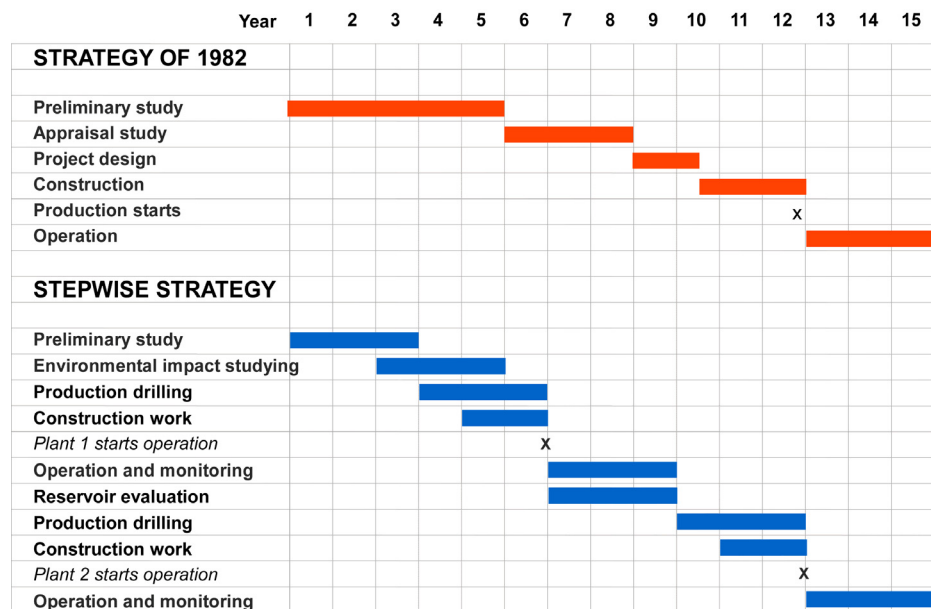 Year 1 2 3 4 5 6 7 8 9 10 11 12 13 14 15
STRATEGY OF 1982
Preliminary study
Appraisal study
Project design
Construction
Production starts x
Operation
STEPWISE STRATEGY
Preliminary study
Environmental impact studying
Production drilling
Construction work
Plant 1 starts operation x
Operation and monitoring
Reservoir evaluation
Production drilling
Construction work
Plant 2 starts operation x
Operation and monitoring